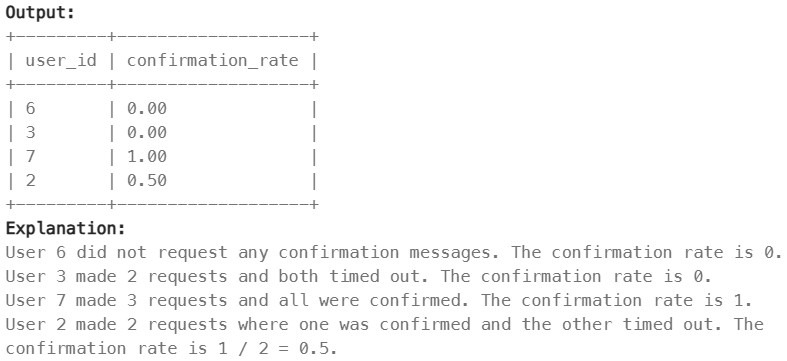 Output:
+---------+-------------------+
| user_id | confirmation_rate |
+---------+-------------------+
| 6       | 0.00              |
| 3       | 0.00              |
| 7       | 1.00              |
| 2       | 0.50              |
+---------+-------------------+
Explanation:
User 6 did not request any confirmation messages. The confirmation rate is 0.
User 3 made 2 requests and both timed out. The confirmation rate is 0.
User 7 made 3 requests and all were confirmed. The confirmation rate is 1.
User 2 made 2 requests where one was confirmed and the other timed out. The
confirmation rate is 1 / 2 = 0.5.